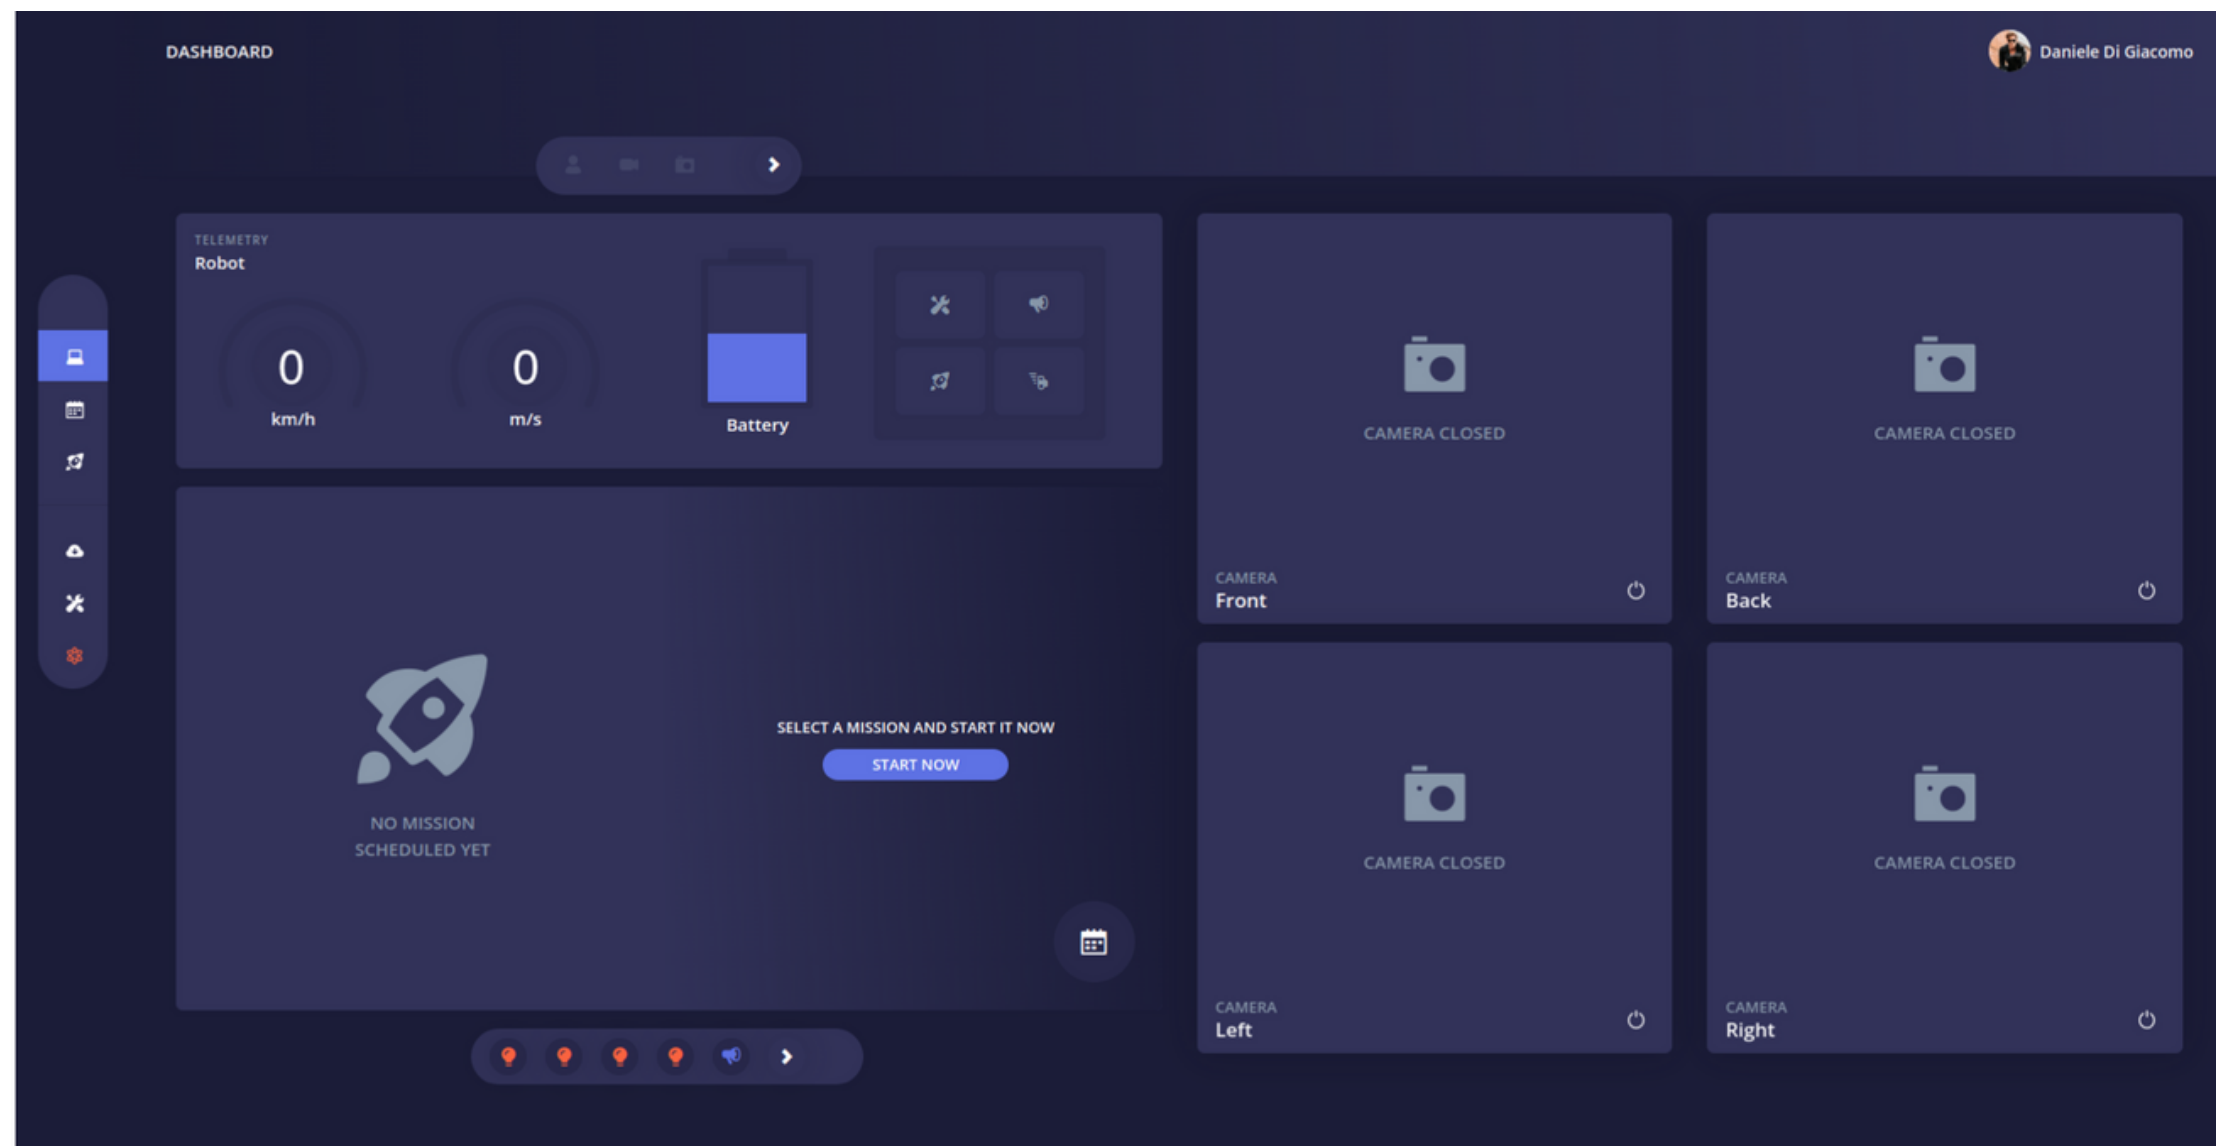 DASHBOARD
Daniele Di Giacomo
TELEMETRY
Robot
0
km/h
0
m/s
Battery
NO MISSION
SCHEDULED YET
SELECT A MISSION AND START IT NOW
START NOW
CAMERA CLOSED
CAMERA
Front
CAMERA CLOSED
CAMERA
Back
CAMERA CLOSED
CAMERA
Left
CAMERA CLOSED
CAMERA
Right